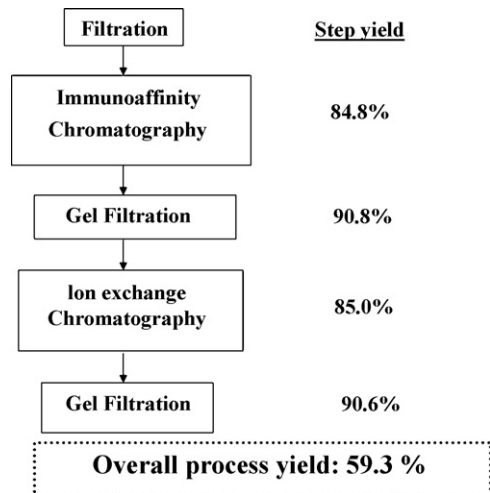 Filtration
Step yield
Immunoaffinity
Chromatography
84.8%
Gel Filtration
90.8%
Ion exchange
Chromatography
85.0%
Gel Filtration
90.6%
Overall process yield: 59.3 %